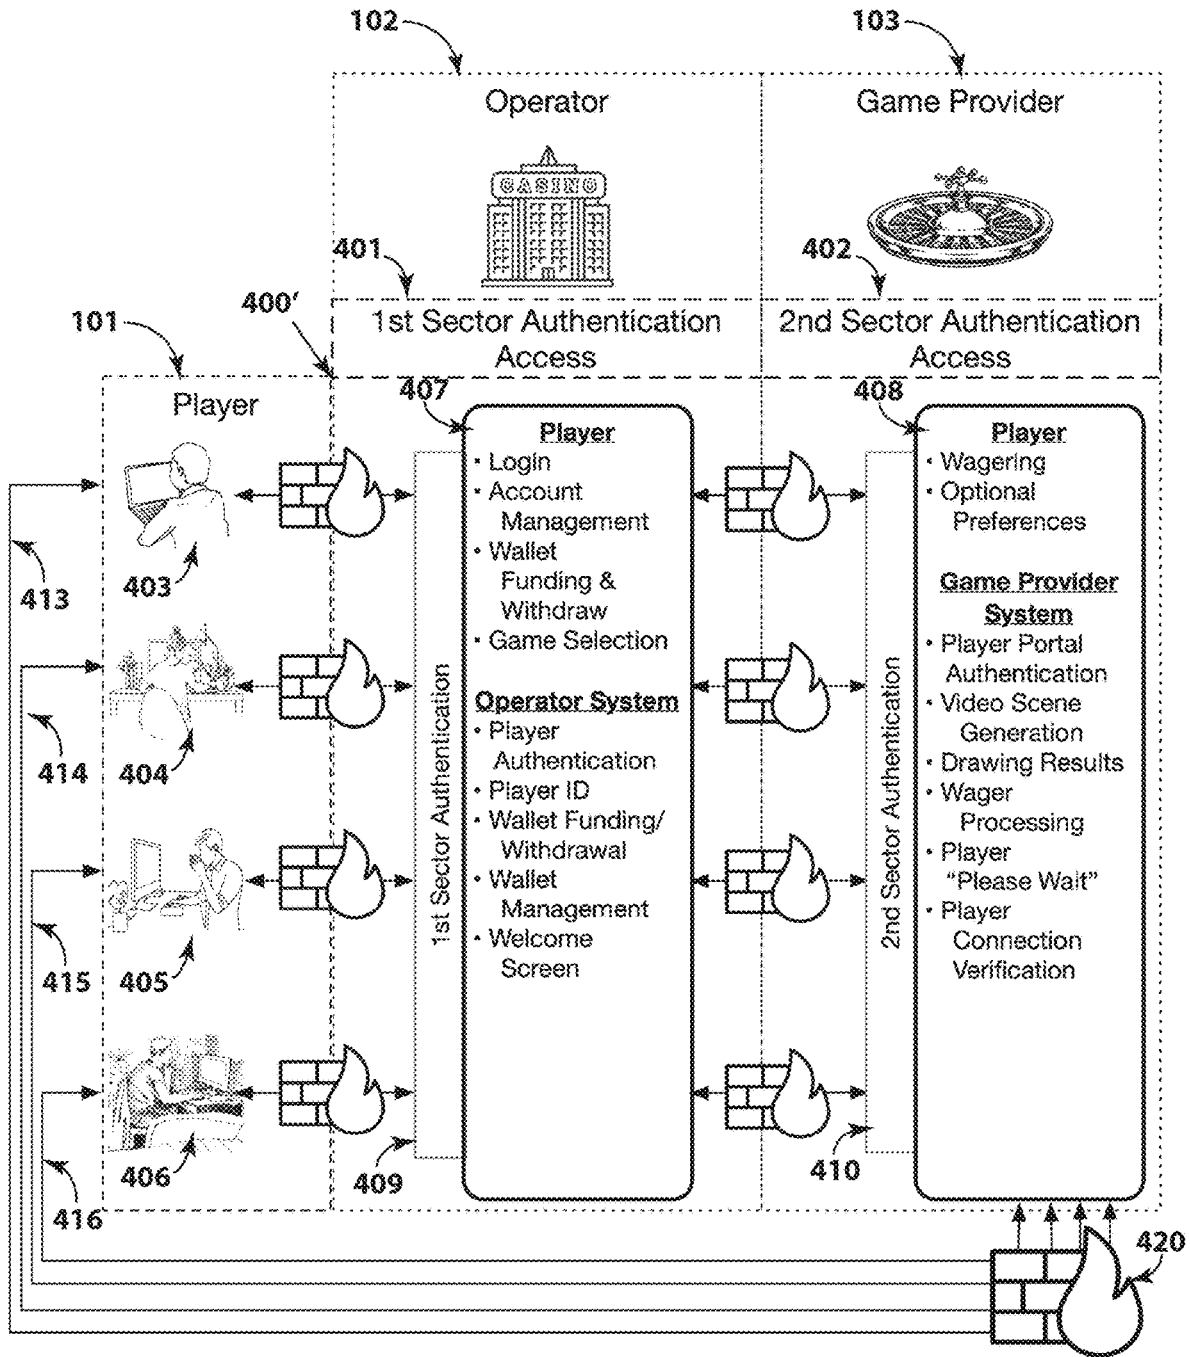 102
103
Operator
Game Provider
CASINO
401
402
400'
101
1st Sector Authentication
Access
2nd Sector Authentication
Access
Player
407
408
Player
· Login
· Account
Management
· Wallet
Funding &
Withdraw
· Game Selection
Operator System
· Player
Authentication
· Player ID
· Wallet Funding/
Withdrawal
· Wallet
Management
· Welcome
Screen
Player
· Wagering
· Optional
Preferences
Game Provider
System
· Player Portal
Authentication
· Video Scene
Generation
· Drawing Results
· Wager
Processing
· Player
"Please Wait"
· Player
Connection
Verification
1st Sector Authentication
2nd Sector Authentication
403
413
404
414
405
415
406
416
409
410
420